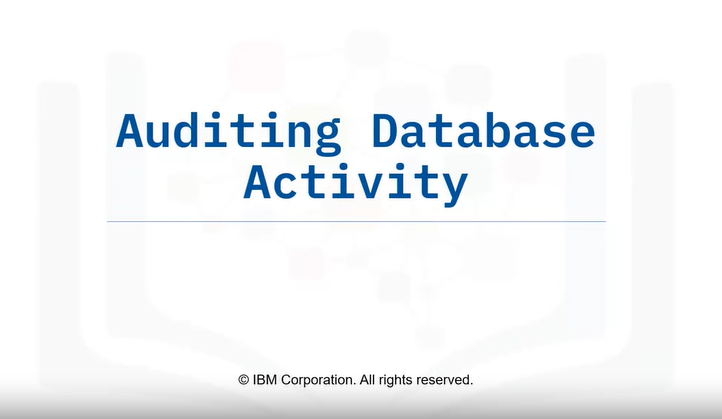 Auditing Database
Activity
© IBM Corporation. All rights reserved.